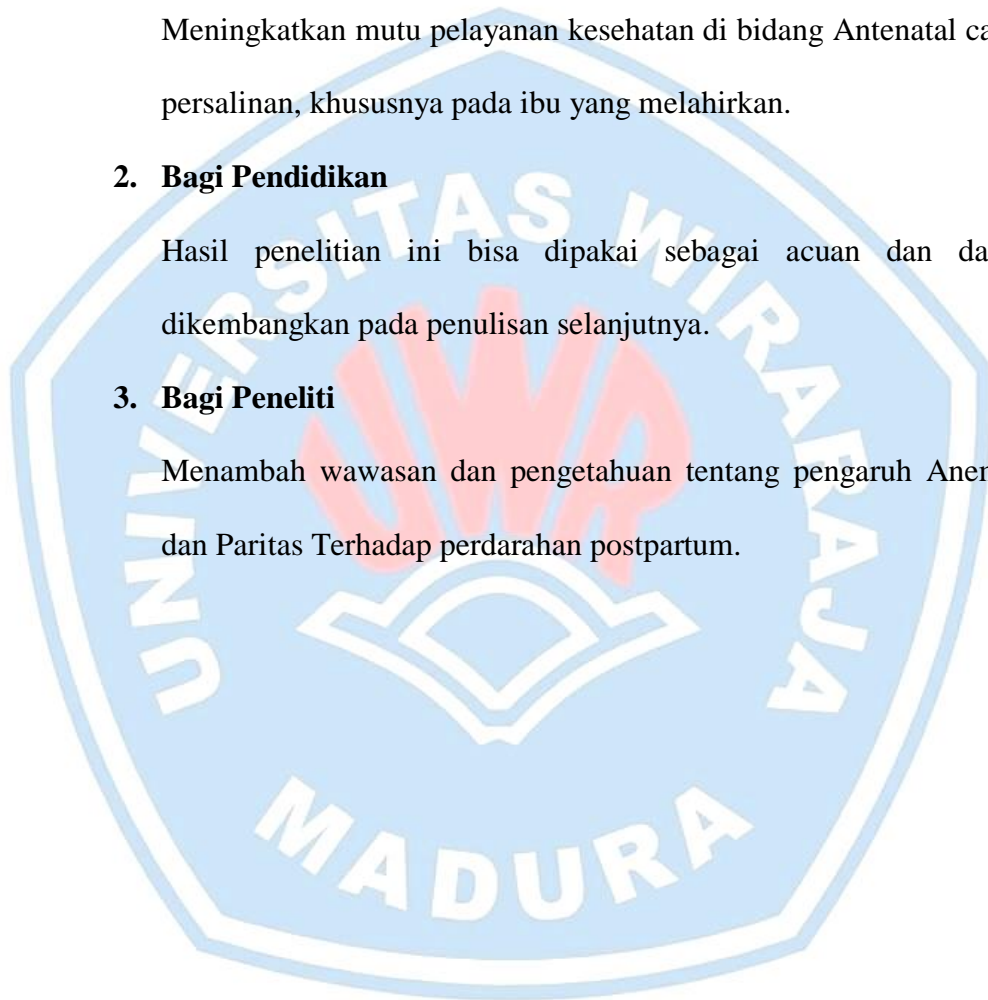 Meningkatkan mutu pelayanan kesehatan di bidang Antenatal ca
persalinan, khususnya pada ibu yang melahirkan.
2. Bagi Pendidikan
Hasil penelitian ini bisa dipakai sebagai acuan dan da
dikembangkan pada penulisan selanjutnya.
3. Bagi Peneliti
Menambah wawasan dan pengetahuan tentang pengaruh Anem
dan Paritas Terhadap perdarahan postpartum.
UNIVERSITAS WIRARAJA
UWR
MADURA